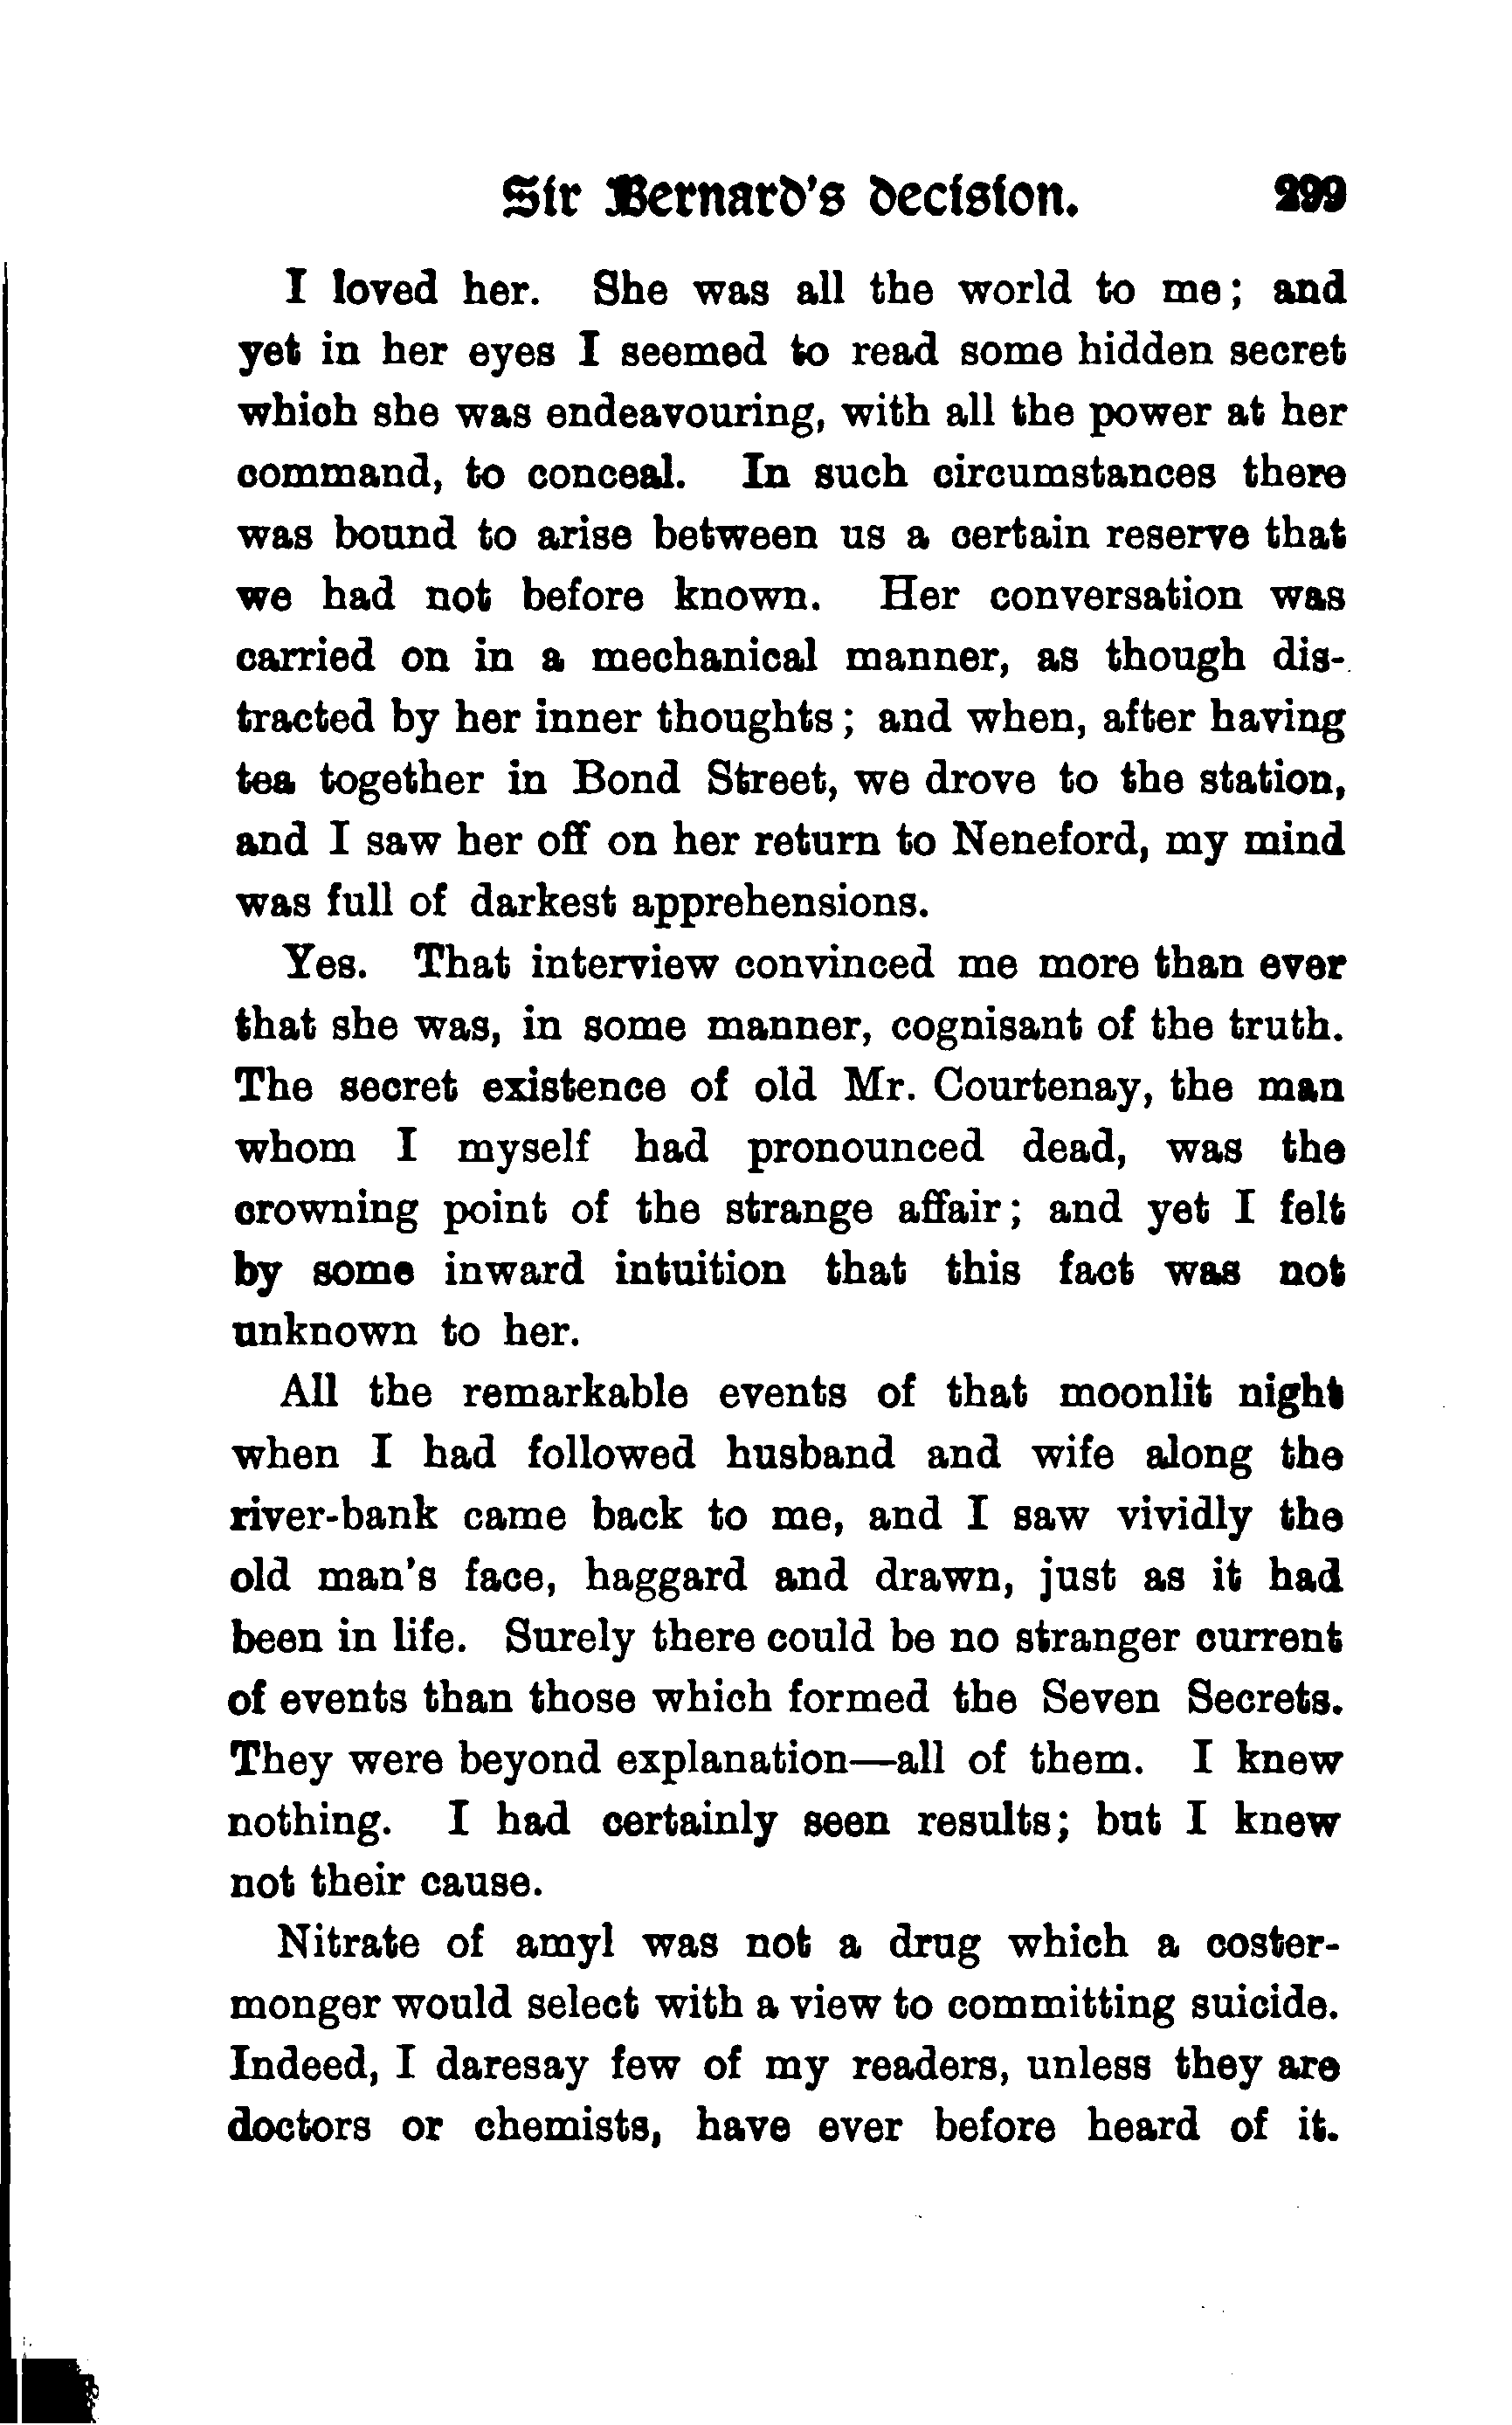 Sir Bernard's decision. 299
I loved her. She was all the world to me; and
yet in her eyes I seemed to read some hidden secret
which she was endeavouring, with all the power at her
command, to conceal. In such circumstances there
was bound to arise between us a certain reserve that
we had not before known. Her conversation was
carried on in a mechanical manner, as though dis-
tracted by her inner thoughts; and when, after having
tea together in Bond Street, we drove to the station,
and I saw her off on her return to Neneford, my mind
was full of darkest apprehensions.
Yes. That interview convinced me more than ever
that she was, in some manner, cognisant of the truth.
The secret existence of old Mr. Courtenay, the man
whom I myself had pronounced dead, was the
crowning point of the strange affair; and yet I felt
by some inward intuition that this fact was not
unknown to her.
All the remarkable events of that moonlit night
when I had followed husband and wife along the
river-bank came back to me, and I saw vividly the
old man's face, haggard and drawn, just as it had
been in life. Surely there could be no stranger current
of events than those which formed the Seven Secrets.
They were beyond explanation—all of them. I knew
nothing. I had certainly seen results; but I knew
not their cause.
Nitrate of amyl was not a drug which a coster-
monger would select with a view to committing suicide.
Indeed, I daresay few of my readers, unless they are
doctors or chemists, have ever before heard of it.